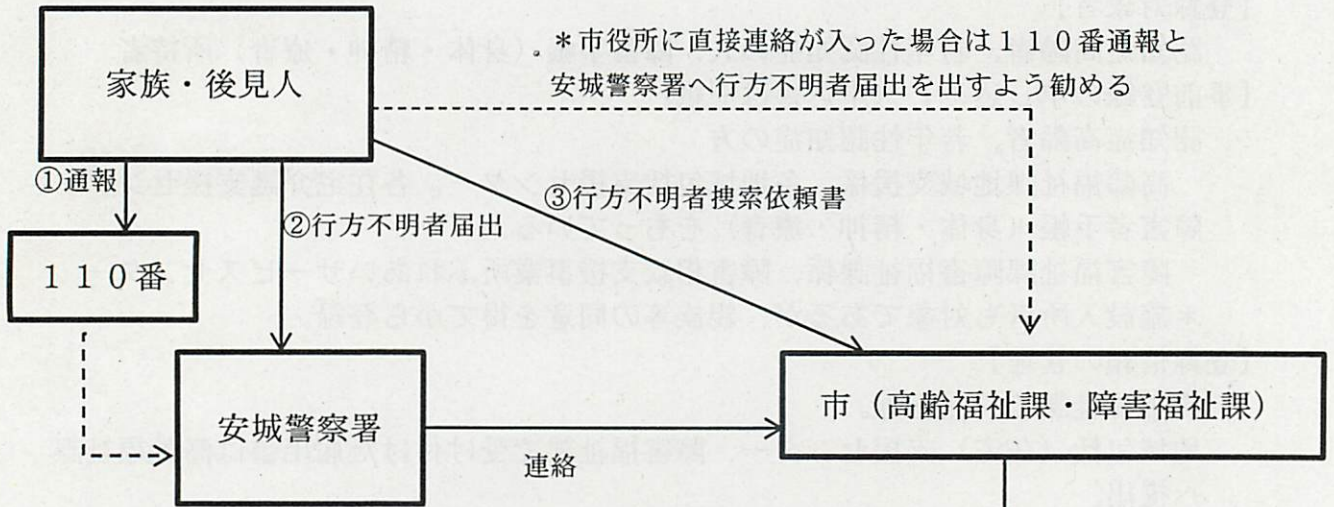 ＊市役所に直接連絡が入った場合は１１０番通報と
安城警察署へ行方不明者届出を出すよう勧める
家族・後見人
①通報
②行方不明者届出
③行方不明者捜索依頼書
１１０番
安城警察署
連絡
市（高齢福祉課・障害福祉課）